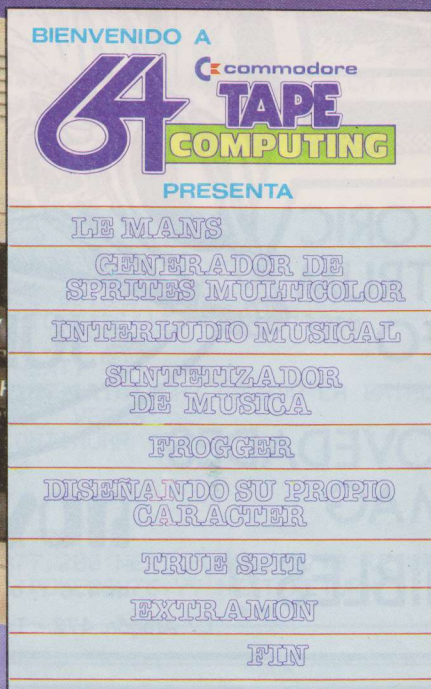 BIENVENIDO A
commodore
64 TAPE
COMPUTING
PRESENTA
LE MANS
GENERADOR DE
SPRITES MULTICOLOR
INTERLUDIO MUSICAL
SINTETIZADOR
DE MUSICA
FROGGER
DISEÑANDO SU PROPIO
CARACTER
TRUE SPIT
EXTRAMON
FIN